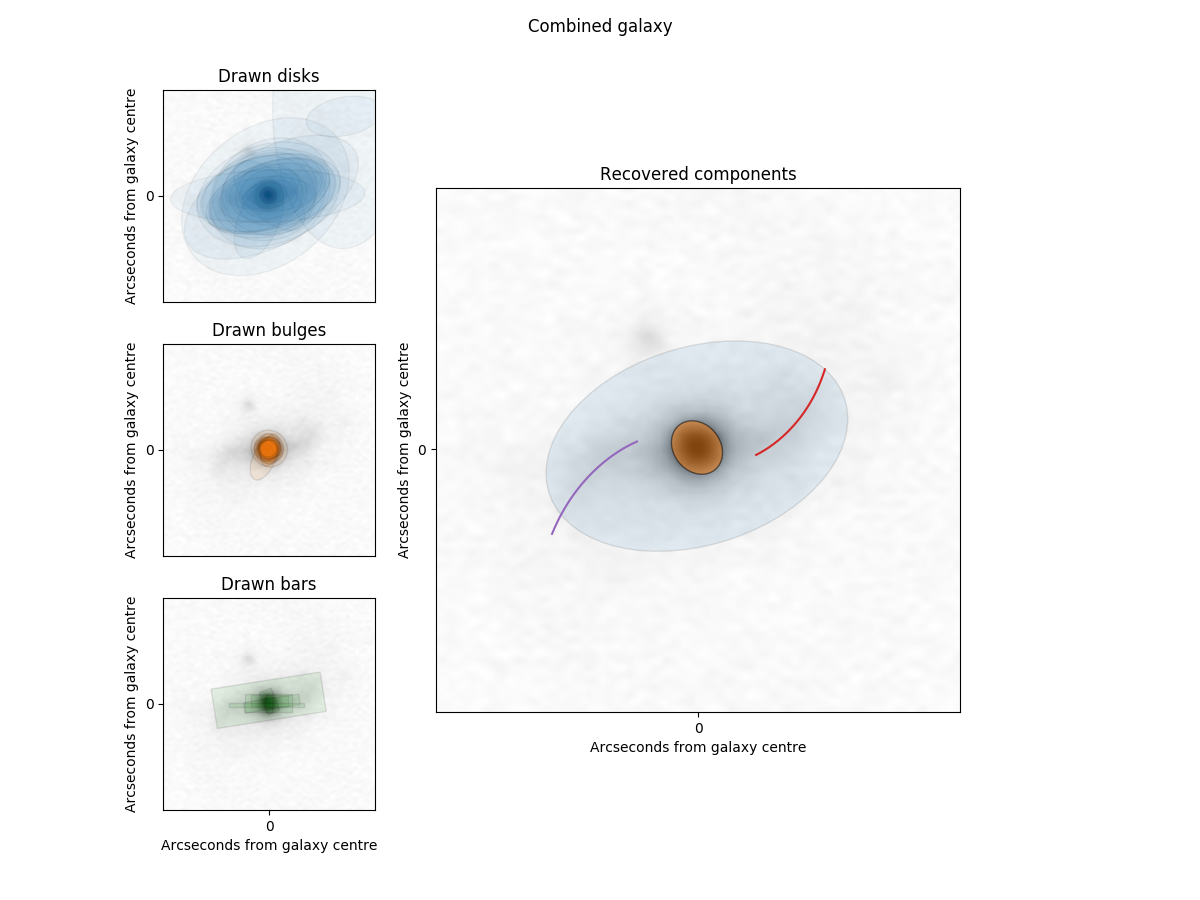 Combined galaxy
Drawn disks
Arcseconds from galaxy centre
0
Drawn bulges
Arcseconds from galaxy centre
0
Drawn bars
Arcseconds from galaxy centre
0
0
Arcseconds from galaxy centre
Recovered components
Arcseconds from galaxy centre
0
0
Arcseconds from galaxy centre